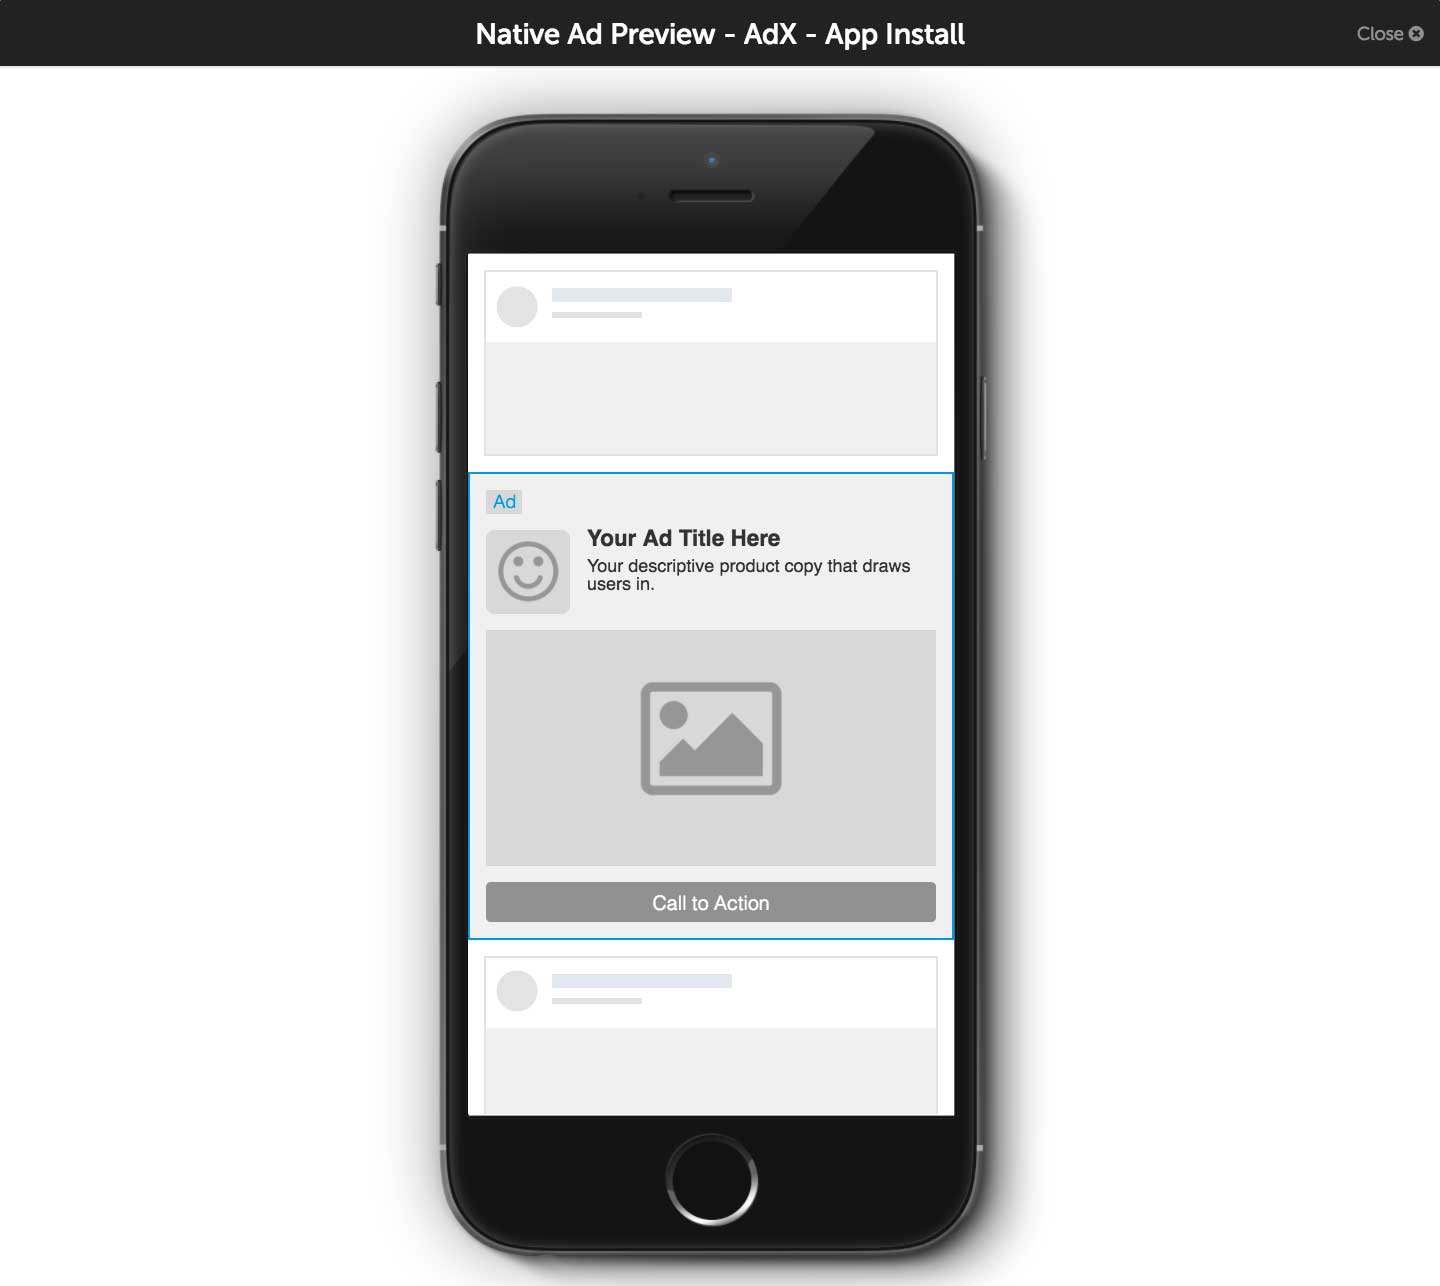 Native Ad Preview - AdX - App Install
Close
Ad
Your Ad Title Here
Your descriptive product copy that draws
users in.
Call to Action